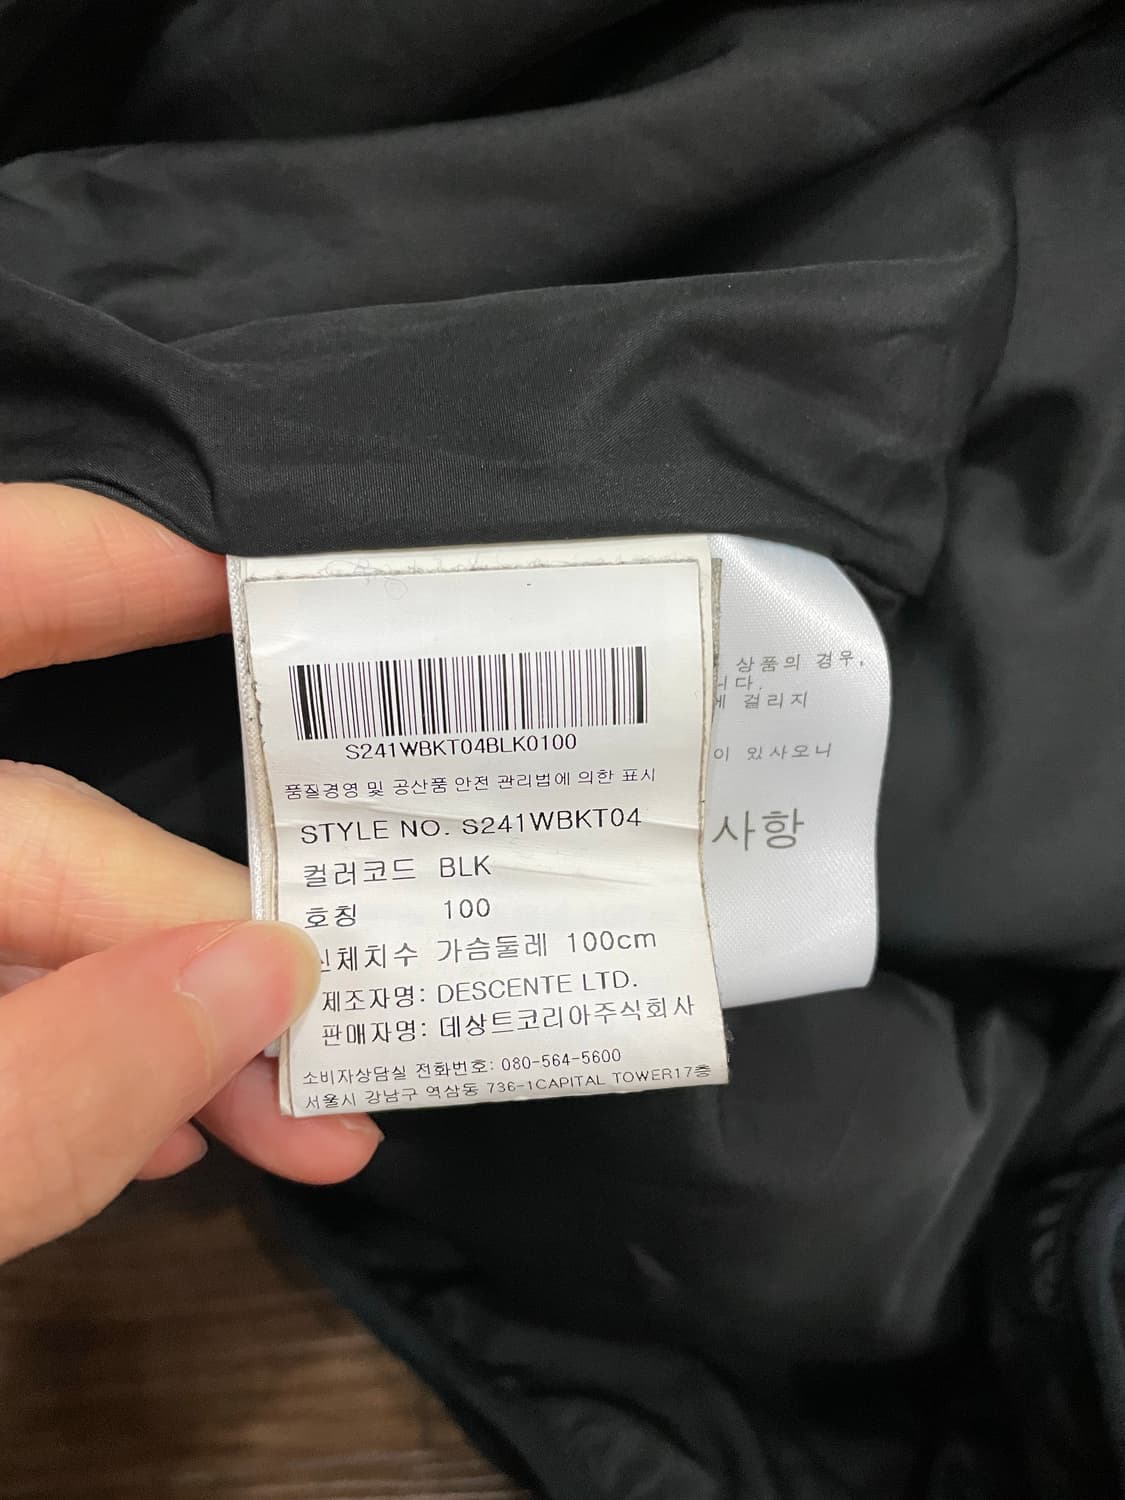 S241WBKT04BLK0100
품질경영 및 공산품 안전 관리법에 의한 표시
STYLE NO. S241WBKT04
컬러코드 BLK
호칭 100
신체치수 가슴둘레 100cm
제조자명: DESCENTE LTD.
판매자명: 데상트코리아주식회사
소비자상담실 전화번호: 080-564-5600
서울시 강남구 역삼동 736-1CAPITAL TOWER17층
상품의 경우,
니다.
에 걸리지
이 있사오니
사항